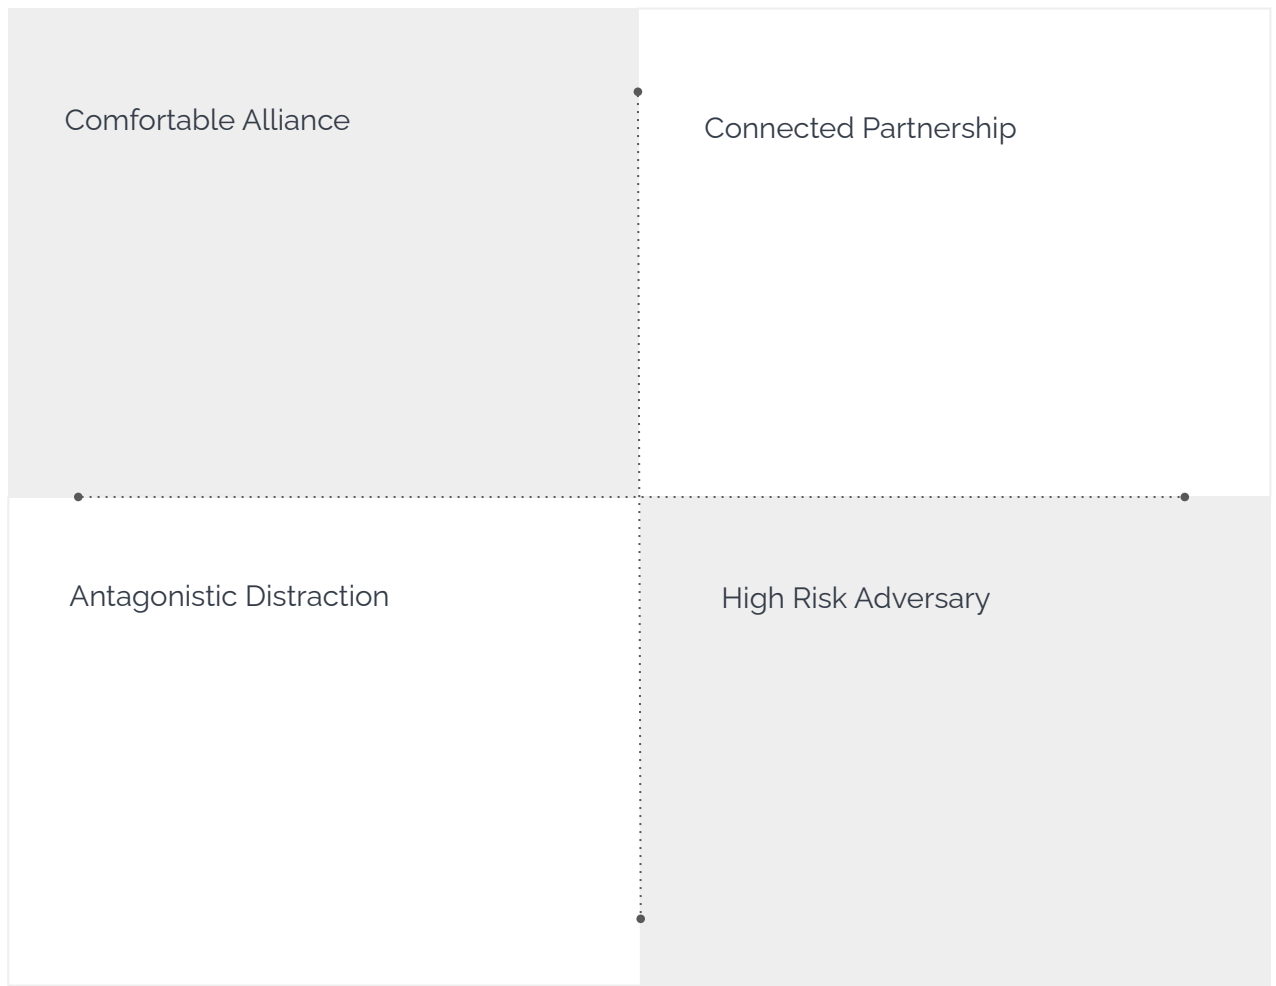 Comfortable Alliance
Connected Partnership
Antagonistic Distraction
High Risk Adversary